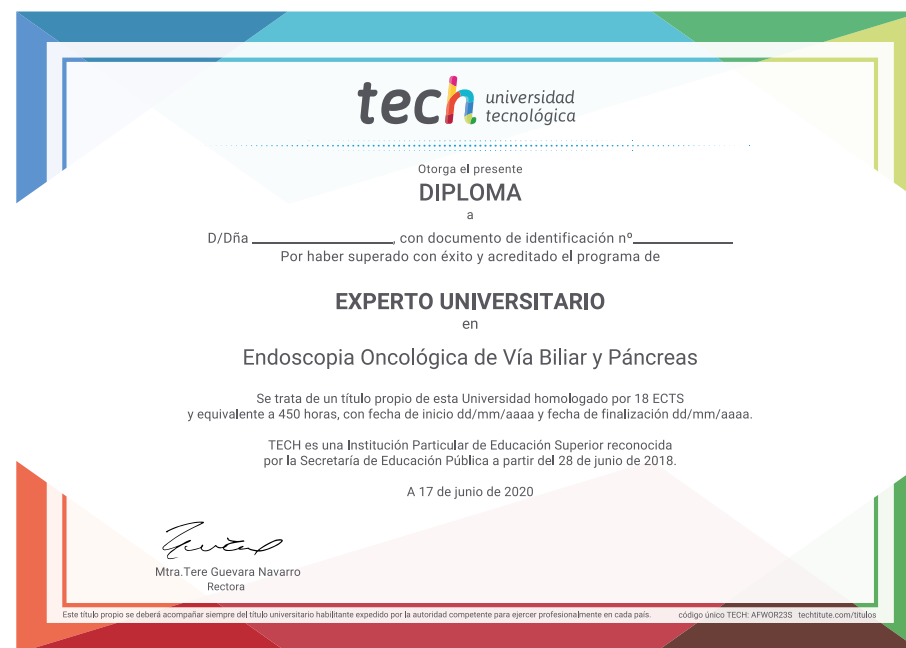 tech universidad
tecnológica
Otorga el presente
DIPLOMA
a
D/Dña ____________________, con documento de identificación nº______________
Por haber superado con éxito y acreditado el programa de
EXPERTO UNIVERSITARIO
en
Endoscopia Oncológica de Vía Biliar y Páncreas
Se trata de un título propio de esta Universidad homologado por 18 ECTS
y equivalente a 450 horas, con fecha de inicio dd/mm/aaaa y fecha de finalización dd/mm/aaaa.
TECH es una Institución Particular de Educación Superior reconocida
por la Secretaría de Educación Pública a partir del 28 de junio de 2018.
A 17 de junio de 2020
Mtra.Tere Guevara Navarro
Rectora
Este título propio se deberá acompañar siempre del título universitario habilitante expedido por la autoridad competente para ejercer profesionalmente en cada país. código único TECH: AFWOR23S techtitute.com/títulos